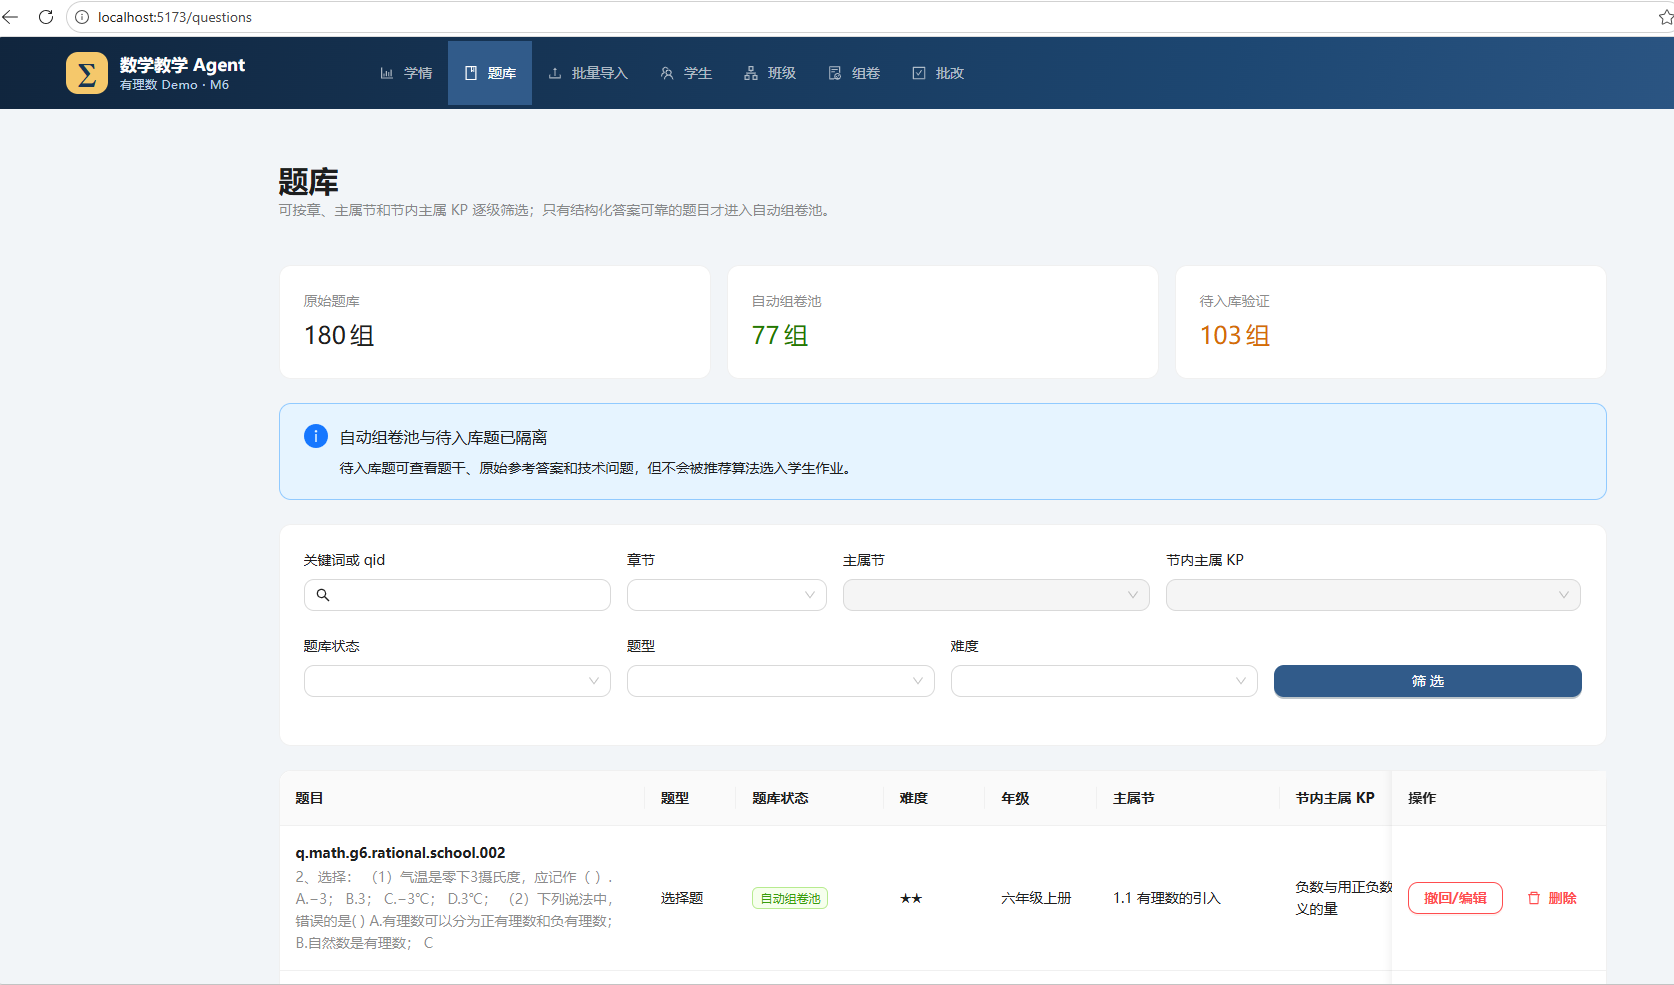 localhost:5173/questions
Σ
数学教学 Agent
有理数 Demo · M6
学情
题库
批量导入
学生
班级
组卷
批改
题库
可按章、主属节和节内主属 KP 逐级筛选；只有结构化答案可靠的题目才进入自动组卷池。
原始题库
180 组
自动组卷池
77 组
待入库验证
103 组
自动组卷池与待入库题已隔离
待入库题可查看题干、原始参考答案和技术问题，但不会被推荐算法选入学生作业。
关键词或 qid
章节
主属节
节内主属 KP
题库状态
题型
难度
筛 选
题目
题型
题库状态
难度
年级
主属节
节内主属 KP
操作
q.math.g6.rational.school.002
2、选择： （1）气温是零下3摄氏度，应记作（ ）.
A.−3； B.3； C.−3℃； D.3℃； （2）下列说法中，
错误的是( ) A.有理数可以分为正有理数和负有理数；
B.自然数是有理数； C
选择题
自动组卷池
★★
六年级上册
1.1 有理数的引入
负数与用正负数
义的量
撤回/编辑
删除